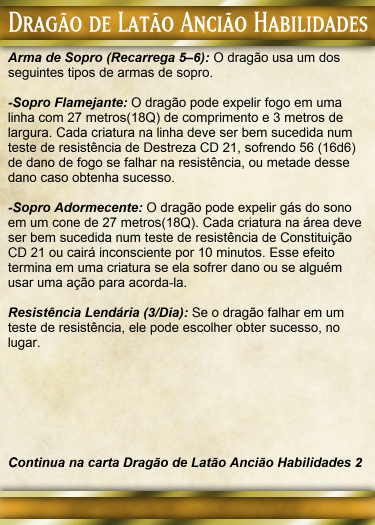 Dragão de Latão Ancião Habilidades
Arma de Sopro (Recarrega 5–6): O dragão usa um dos
seguintes tipos de armas de sopro.
-Sopro Flamejante: O dragão pode expelir fogo em uma
linha com 27 metros(18Q) de comprimento e 3 metros de
largura. Cada criatura na linha deve ser bem sucedida num
teste de resistência de Destreza CD 21, sofrendo 56 (16d6)
de dano de fogo se falhar na resistência, ou metade desse
dano caso obtenha sucesso.
-Sopro Adormecente: O dragão pode expelir gás do sono
em um cone de 27 metros(18Q). Cada criatura na área deve
ser bem sucedida num teste de resistência de Constituição
CD 21 ou cairá inconsciente por 10 minutos. Esse efeito
termina em uma criatura se ela sofrer dano ou se alguém
usar uma ação para acorda-la.
Resistência Lendária (3/Dia): Se o dragão falhar em um
teste de resistência, ele pode escolher obter sucesso, no
lugar.
Continua na carta Dragão de Latão Ancião Habilidades 2